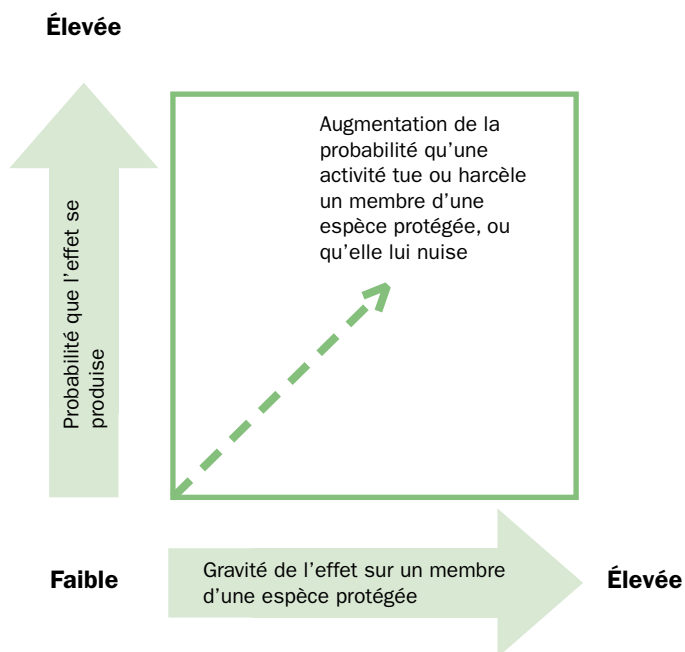 Élevée
Augmentation de la
probabilité qu'une
activité tue ou harcèle
un membre d'une
espèce protégée, ou
qu'elle lui nuise
Probabilité que l'effet se
produise
Faible
Gravité de l'effet sur un membre
d'une espèce protégée
Élevée